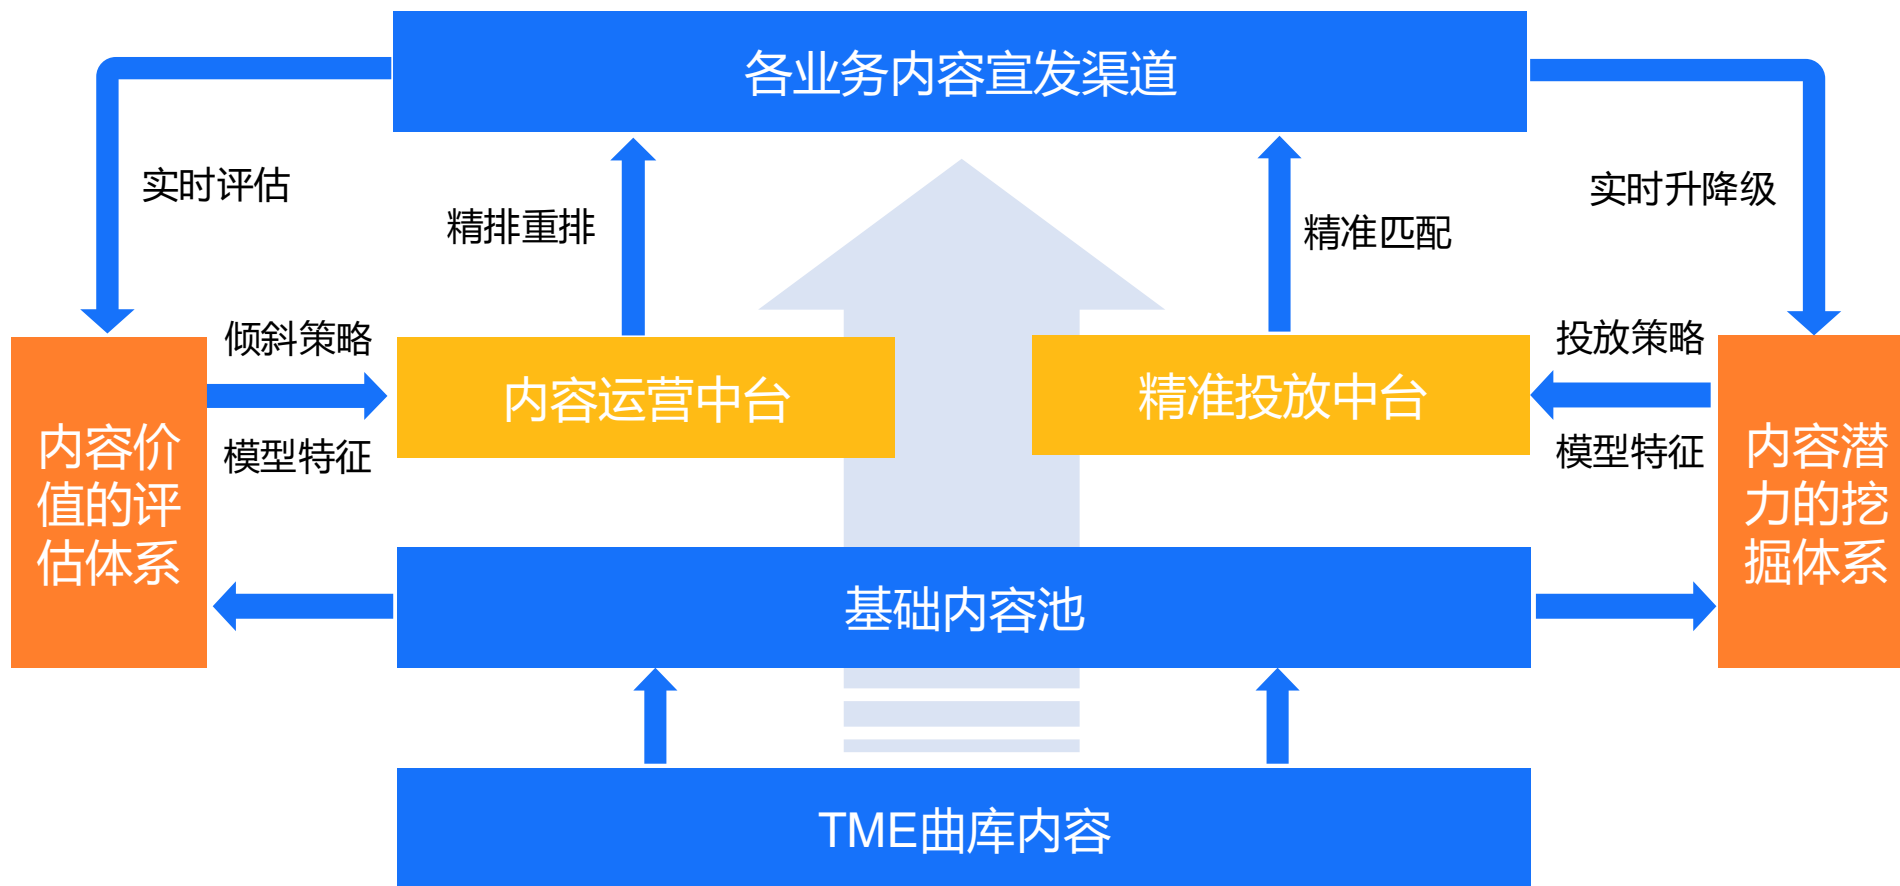 各业务内容宣发渠道
实时评估
实时升降级
精排重排
精准匹配
倾斜策略
投放策略
内容运营中台
精准投放中台
模型特征
模型特征
内容价
值的评
估体系
内容潜
力的挖
掘体系
基础内容池
TME曲库内容